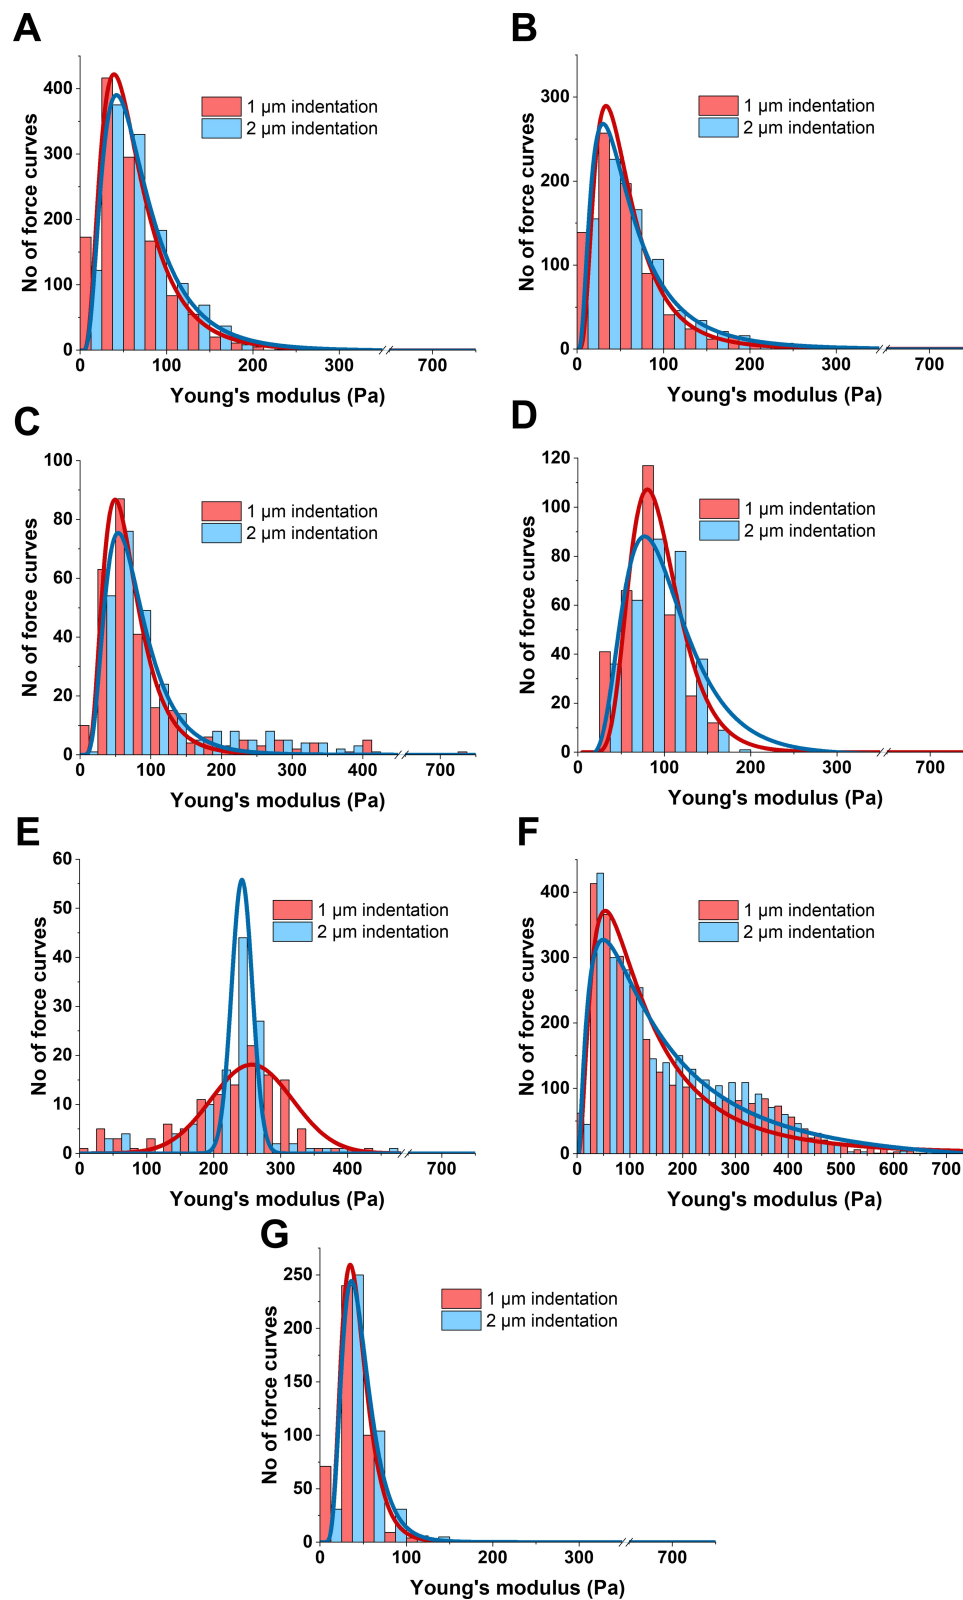 A
No of force curves
400
300
200
100
0
1 µm indentation
2 µm indentation
0 100 200 300 700
Young's modulus (Pa)
B
No of force curves
300
200
100
0
1 µm indentation
2 µm indentation
0 100 200 300 700
Young's modulus (Pa)
C
No of force curves
100
80
60
40
20
0
1 µm indentation
2 µm indentation
0 100 200 300 400 700
Young's modulus (Pa)
D
No of force curves
120
100
80
60
40
20
0
1 µm indentation
2 µm indentation
0 100 200 300 700
Young's modulus (Pa)
E
No of force curves
60
50
40
30
20
10
0
1 µm indentation
2 µm indentation
0 100 200 300 400 700
Young's modulus (Pa)
F
No of force curves
400
300
200
100
0
1 µm indentation
2 µm indentation
0 100 200 300 400 500 600 700
Young's modulus (Pa)
G
No of force curves
250
200
150
100
50
0
1 µm indentation
2 µm indentation
0 100 200 300 700
Young's modulus (Pa)